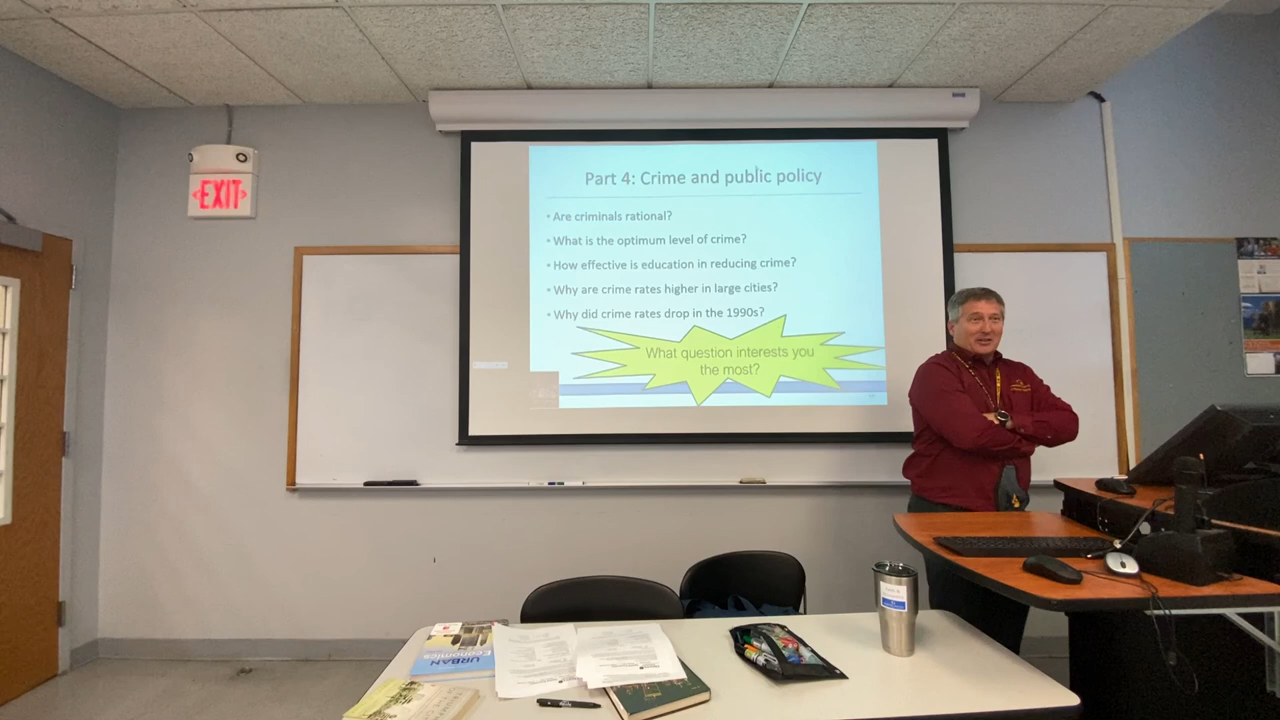 EXIT
Part 4: Crime and public policy
• Are criminals rational?
• What is the optimum level of crime?
• How effective is education in reducing crime?
• Why are crime rates higher in large cities?
• Why did crime rates drop in the 1990s?
What question interests you
the most?
URBAN
Economics